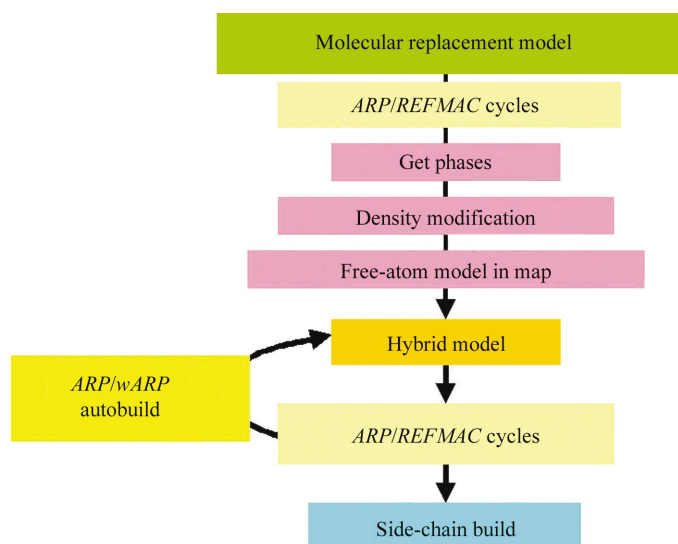 Molecular replacement model
ARP/REFMAC cycles
Get phases
Density modification
Free-atom model in map
Hybrid model
ARP/wARP
autobuild
ARP/REFMAC cycles
Side-chain build